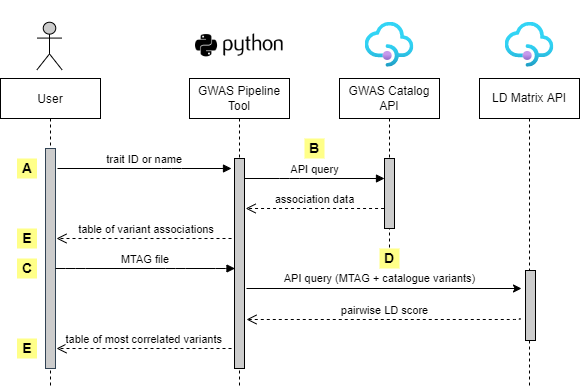 python
User
GWAS Pipeline
Tool
GWAS Catalog
API
LD Matrix API
B
A
trait ID or name
API query
association data
E
table of variant associations
D
C
MTAG file
API query (MTAG + catalogue variants)
pairwise LD score
E
table of most correlated variants